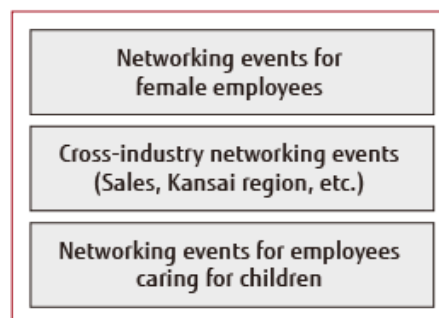 Networking events for
female employees
Cross-industry networking events
(Sales, Kansai region, etc.)
Networking events for employees
caring for children